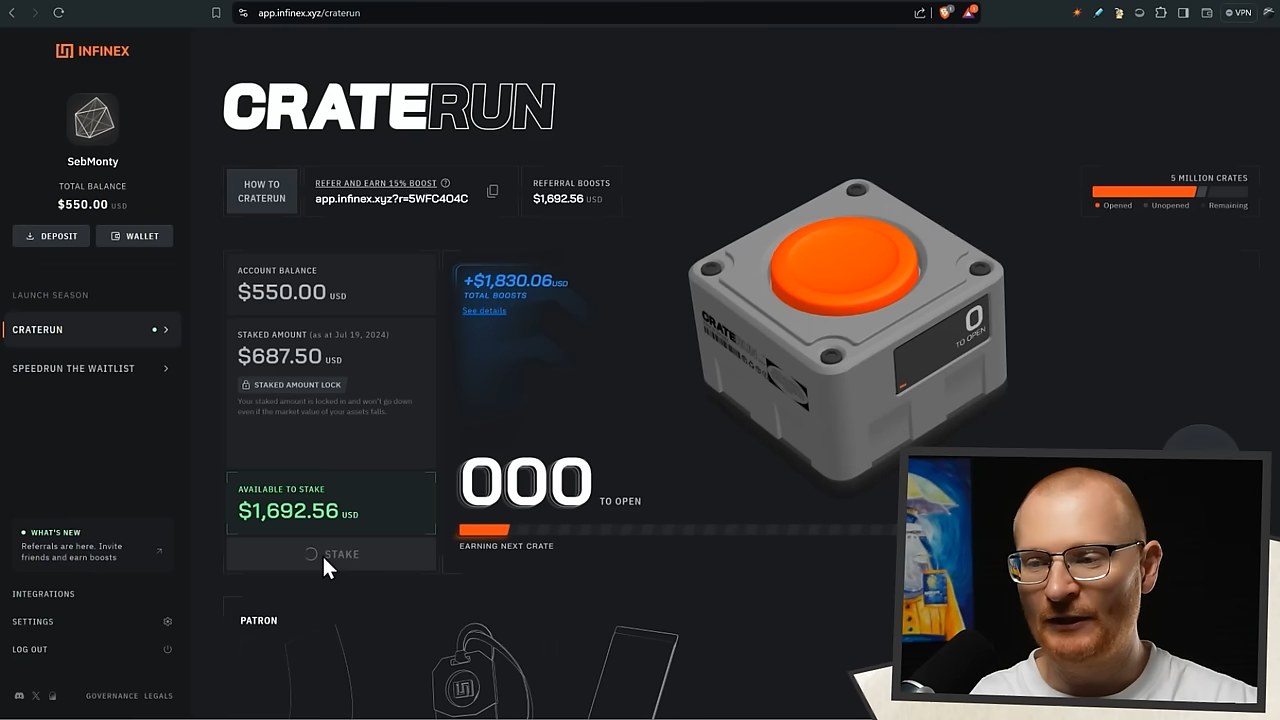 app.infinex.xyz/craterun
VPN
INFINEX
SebMonty
TOTAL BALANCE
$550.00 USD
DEPOSIT
WALLET
LAUNCH SEASON
CRATERUN
SPEEDRUN THE WAITLIST
WHAT'S NEW
Referrals are here. Invite
friends and earn boosts
INTEGRATIONS
SETTINGS
LOG OUT
GOVERNANCE LEGALS
CRATERUN
HOW TO
CRATERUN
REFER AND EARN 15% BOOST
app.infinex.xyz?r=5WFC4O4C
REFERRAL BOOSTS
$1,692.56 USD
5 MILLION CRATES
Opened Unopened Remaining
ACCOUNT BALANCE
$550.00 USD
STAKED AMOUNT (as at Jul 19, 2024)
$687.50 USD
STAKED AMOUNT LOCK
Your staked amount is locked in and won't go down
even if the market value of your assets falls.
AVAILABLE TO STAKE
$1,692.56 USD
STAKE
+$1,830.06USD
TOTAL BOOSTS
See details
000 TO OPEN
EARNING NEXT CRATE
0
TO OPEN
PATRON